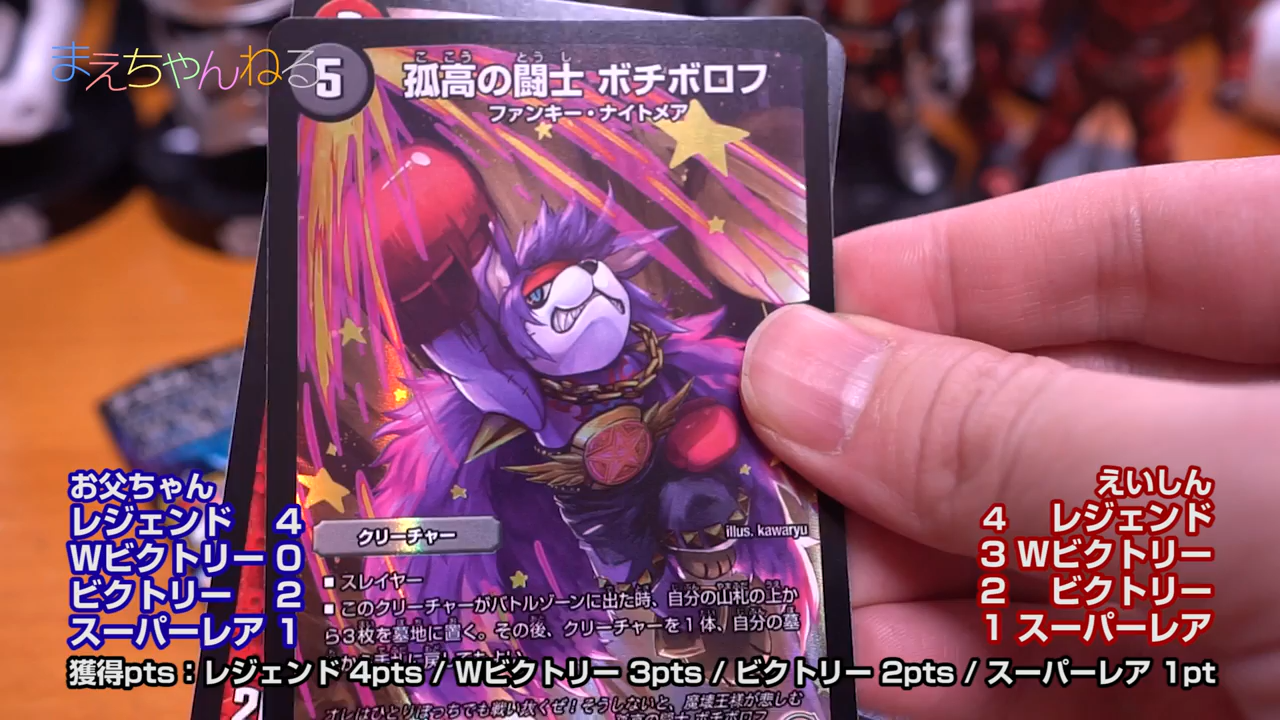 まえちゃんねる
5
孤高の闘士 ボチボロフ
ファンキー・ナイトメア
illus. kawaryu
クリーチャー
■ スレイヤー
■ このクリーチャーがバトルゾーンに出た時、自分の山札の上か
ら3枚を墓地に置く。その後、クリーチャーを1体、自分の墓
お父ちゃん
レジェンド 4
Wビクトリー 0
ビクトリー 2
スーパーレア 1
えいしん
4 レジェンド
3 Wビクトリー
2 ビクトリー
1 スーパーレア
獲得pts：レジェンド 4pts / Wビクトリー 3pts / ビクトリー 2pts / スーパーレア 1pt
オレはひとりぼっちでも戦い抜くぜ！そうしないと、魔壊王様が悲しむ
孤高の闘士 ボチボロフ
2